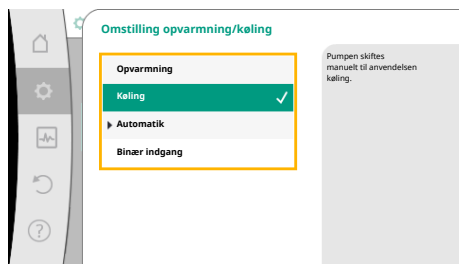 Omstilling opvarmning/køling
Opvarmning
Køling
Automatik
Binær indgang
Pumpen skiftes
manuelt til anvendelsen
køling.